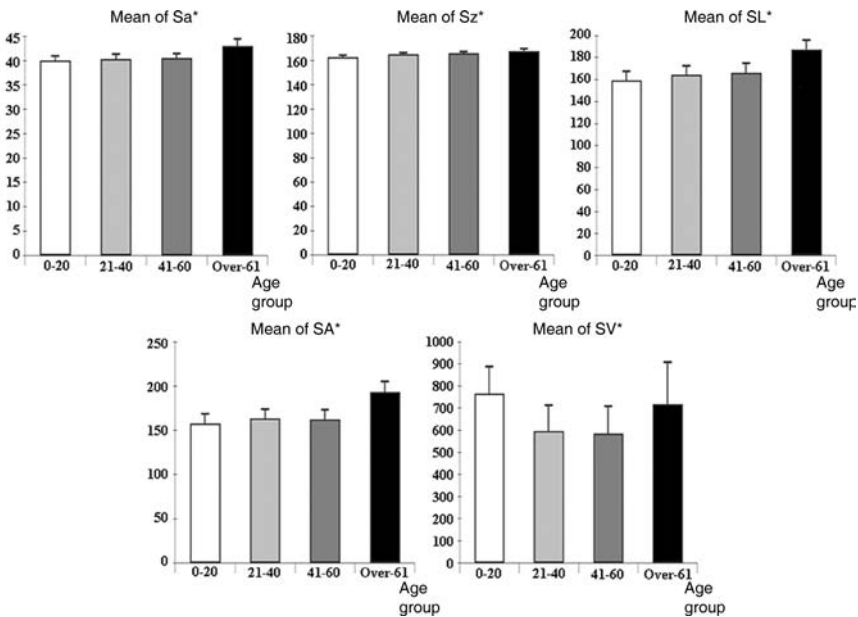 Mean of Sa*
45
40
35
30
25
20
15
10
5
0
0-20 21-40 41-60 Over-61
Age
group
Mean of Sz*
180
160
140
120
100
80
60
40
20
0
0-20 21-40 41-60 Over-61
Age
group
Mean of SL*
200
180
160
140
120
100
80
60
40
20
0
0-20 21-40 41-60 Over-61
Age
group
Mean of SA*
250
200
150
100
50
0
0-20 21-40 41-60 Over-61
Age
group
Mean of SV*
1000
900
800
700
600
500
400
300
200
100
0
0-20 21-40 41-60 Over-61
Age
group